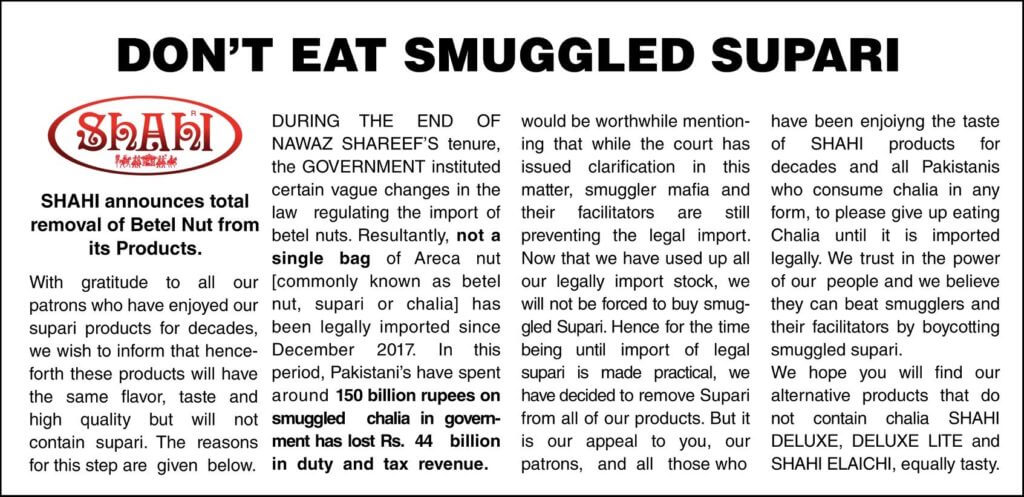 DON'T EAT SMUGGLED SUPARI
SHAHI
R
SHAHI announces total
removal of Betel Nut from
its Products.
With gratitude to all our
patrons who have enjoyed our
supari products for decades,
we wish to inform that hence-
forth these products will have
the same flavor, taste and
high quality but will not
contain supari. The reasons
for this step are given below.
DURING THE END OF
NAWAZ SHAREEF'S tenure,
the GOVERNMENT instituted
certain vague changes in the
law regulating the import of
betel nuts. Resultantly, not a
single bag of Areca nut
[commonly known as betel
nut, supari or chalia] has
been legally imported since
December 2017. In this
period, Pakistani's have spent
around 150 billion rupees on
smuggled chalia in govern-
ment has lost Rs. 44 billion
in duty and tax revenue.
would be worthwhile mention-
ing that while the court has
issued clarification in this
matter, smuggler mafia and
their facilitators are still
preventing the legal import.
Now that we have used up all
our legally import stock, we
will not be forced to buy smug-
gled Supari. Hence for the time
being until import of legal
supari is made practical, we
have decided to remove Supari
from all of our products. But it
is our appeal to you, our
patrons, and all those who
have been enjoiyng the taste
of SHAHI products for
decades and all Pakistanis
who consume chalia in any
form, to please give up eating
Chalia until it is imported
legally. We trust in the power
of our people and we believe
they can beat smugglers and
their facilitators by boycotting
smuggled supari.
We hope you will find our
alternative products that do
not contain chalia SHAHI
DELUXE, DELUXE LITE and
SHAHI ELAICHI, equally tasty.